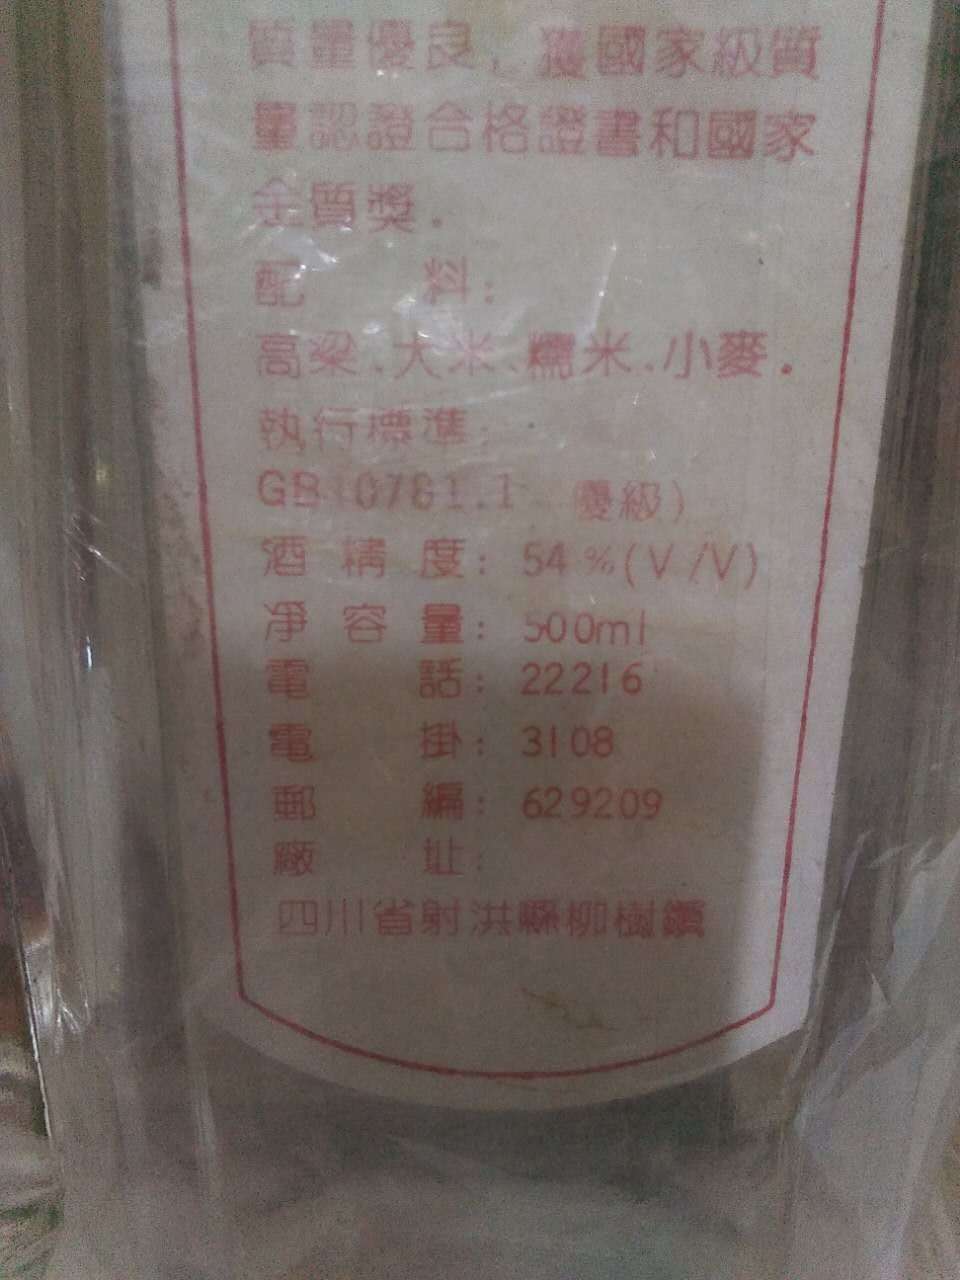 質量優良，獲國家級質
量認證合格證書和國家
金質獎．
配 料：
高粱、大米、糯米、小麥．
執行標準：
GB10781.1 （優級）
酒精度：54%(V/V)
净容量：500ml
電 話：22216
電 掛：3108
郵 編：629209
廠 址：
四川省射洪縣柳樹鎮